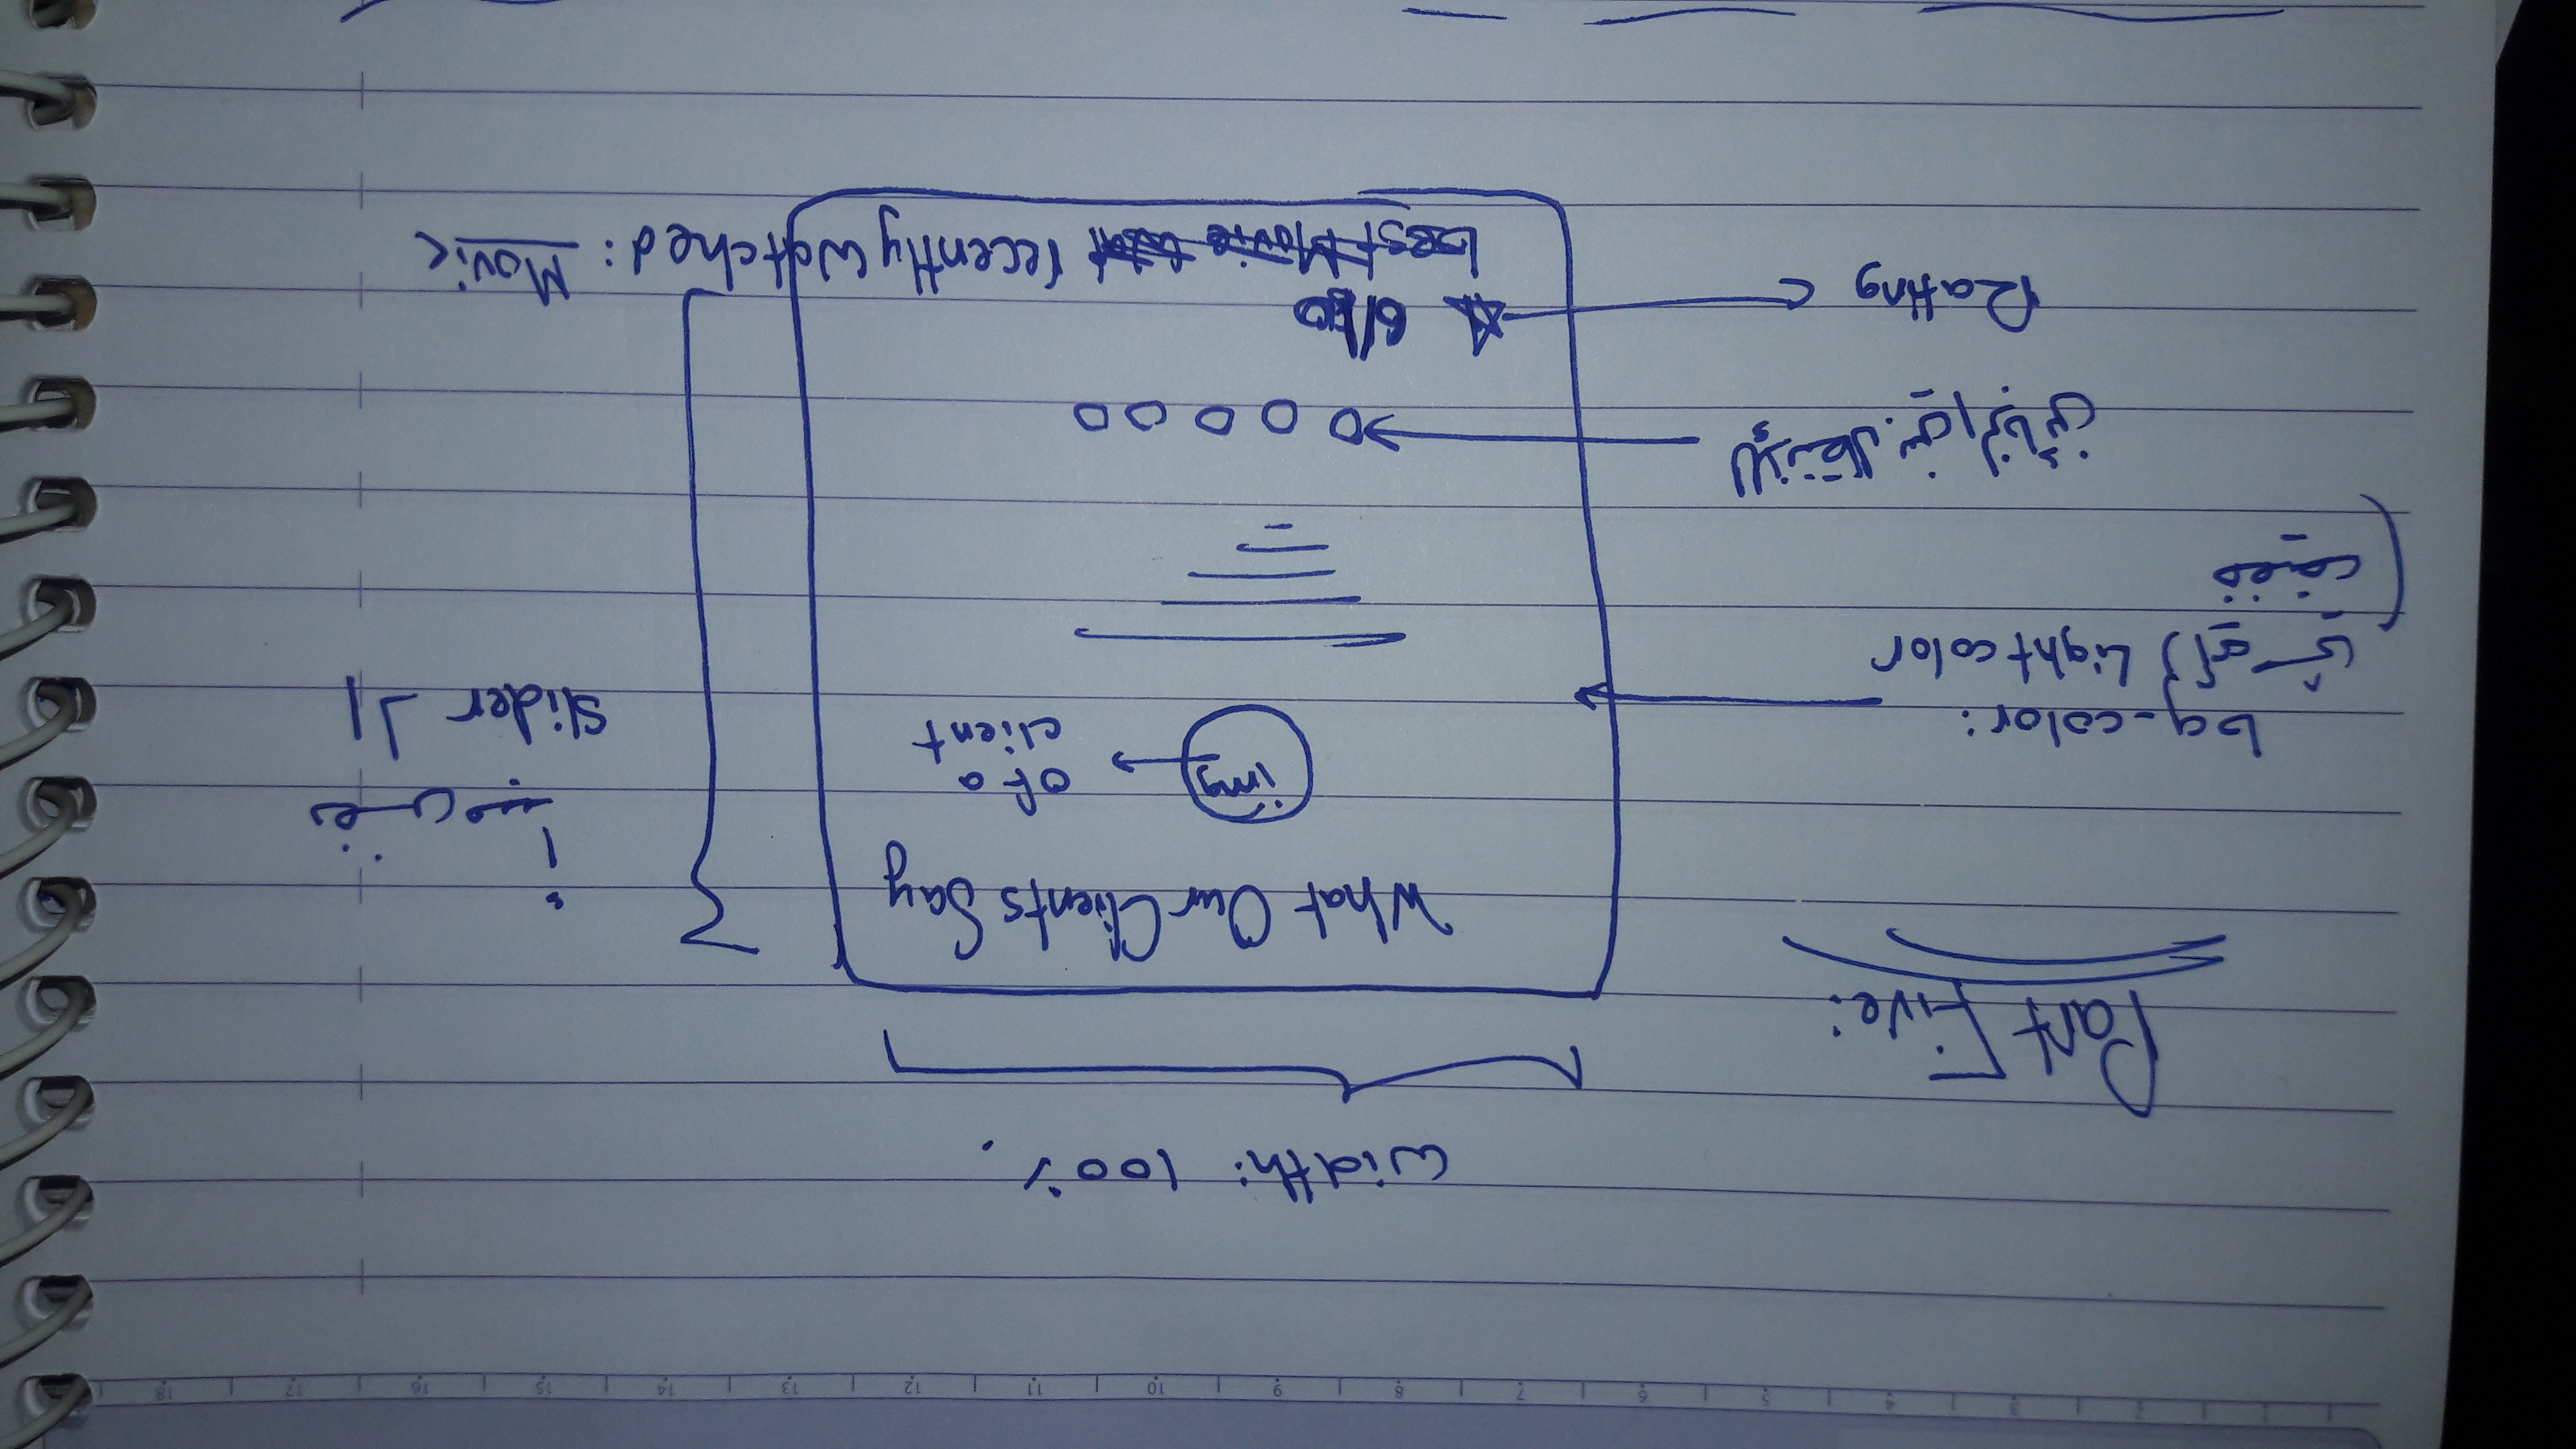 1 2 3 4 5 6 7 8 9 10 11 12 13 14 15 16 17 18
width: 100%.
Part Five:
What Our Clients Say
img
of a
client
نفس مبدأ
الـ slider
bg-color:
Light color (أي شي
خفيف)
للإنتقال بين الزبائن
Rating
6/10
best Movie recently watched: Movie